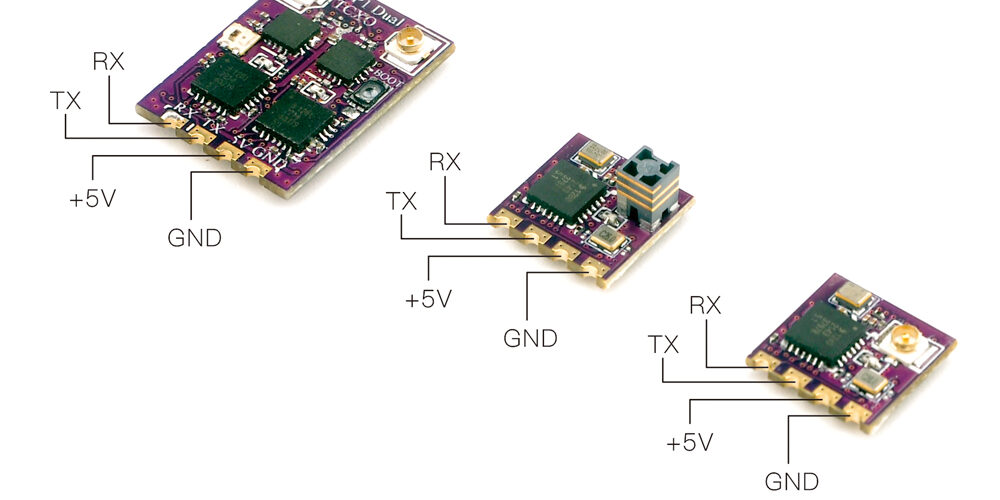 Dual
TCXO
BOOT
RX TX 5V GND
RX
TX
+5V
GND
RX
TX
+5V
GND
RX
TX
+5V
GND